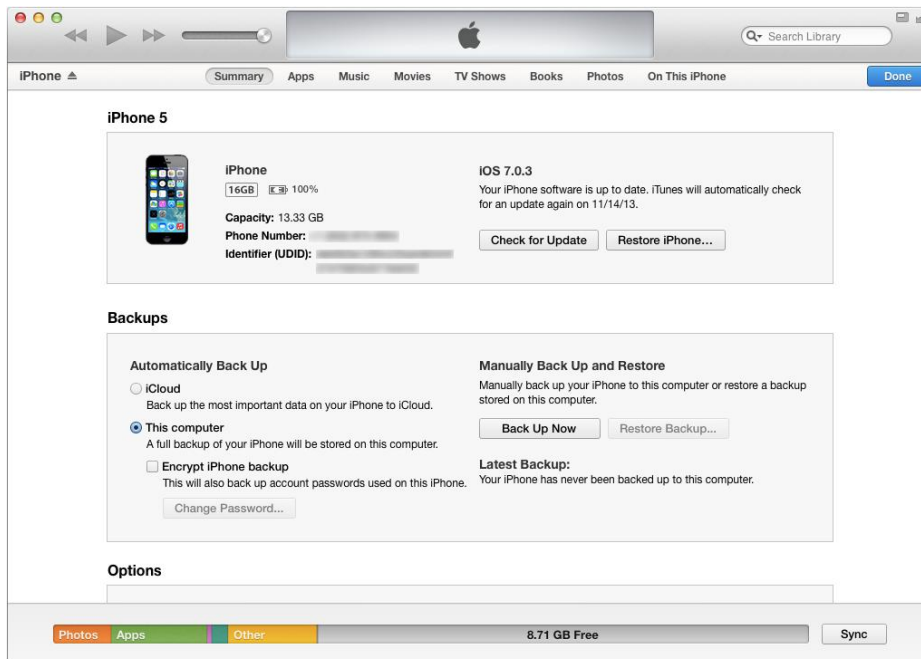 Search Library
iPhone
Summary Apps Music Movies TV Shows Books Photos On This iPhone
Done
iPhone 5
iPhone
16GB 100%
Capacity: 13.33 GB
Phone Number:
Identifier (UDID):
iOS 7.0.3
Your iPhone software is up to date. iTunes will automatically check
for an update again on 11/14/13.
Check for Update Restore iPhone...
Backups
Automatically Back Up
iCloud
Back up the most important data on your iPhone to iCloud.
This computer
A full backup of your iPhone will be stored on this computer.
Encrypt iPhone backup
This will also back up account passwords used on this iPhone.
Change Password...
Manually Back Up and Restore
Manually back up your iPhone to this computer or restore a backup
stored on this computer.
Back Up Now Restore Backup...
Latest Backup:
Your iPhone has never been backed up to this computer.
Options
Photos Apps Other 8.71 GB Free
Sync